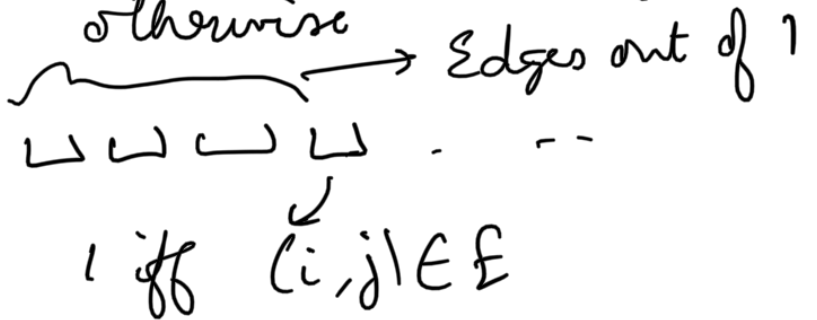 otherwise
→ Edges out of 1
⊔ ⊔ ⊔ ⊔ . - -
1 iff (i,j) ∈ E